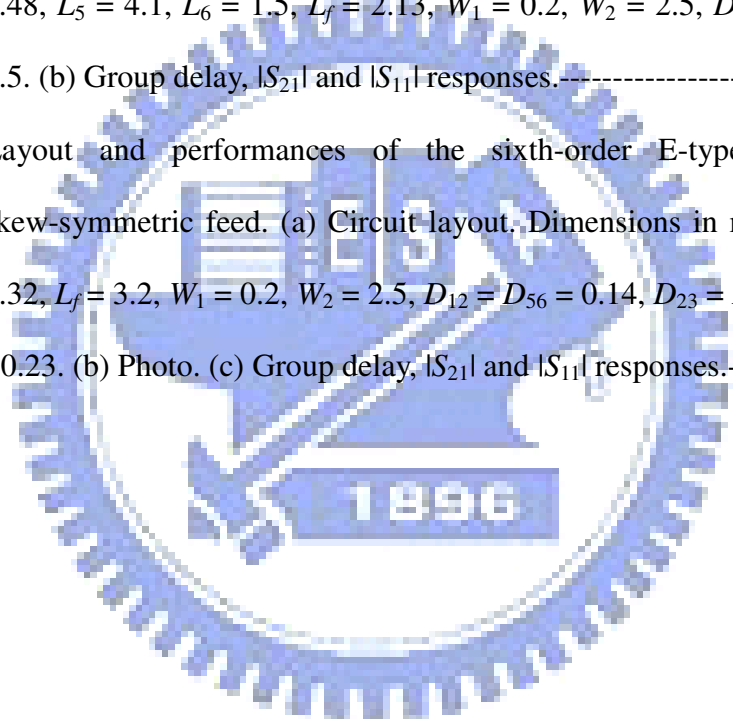 .48, L₅ = 4.1, L₆ = 1.5, L_f = 2.13, W₁ = 0.2, W₂ = 2.5, D
.5. (b) Group delay, |S₂₁| and |S₁₁| responses.----------------
ayout and performances of the sixth-order E-type
kew-symmetric feed. (a) Circuit layout. Dimensions in
.32, L_f = 3.2, W₁ = 0.2, W₂ = 2.5, D₁₂ = D₅₆ = 0.14, D₂₃ =
0.23. (b) Photo. (c) Group delay, |S₂₁| and |S₁₁| responses.-
E S
1896